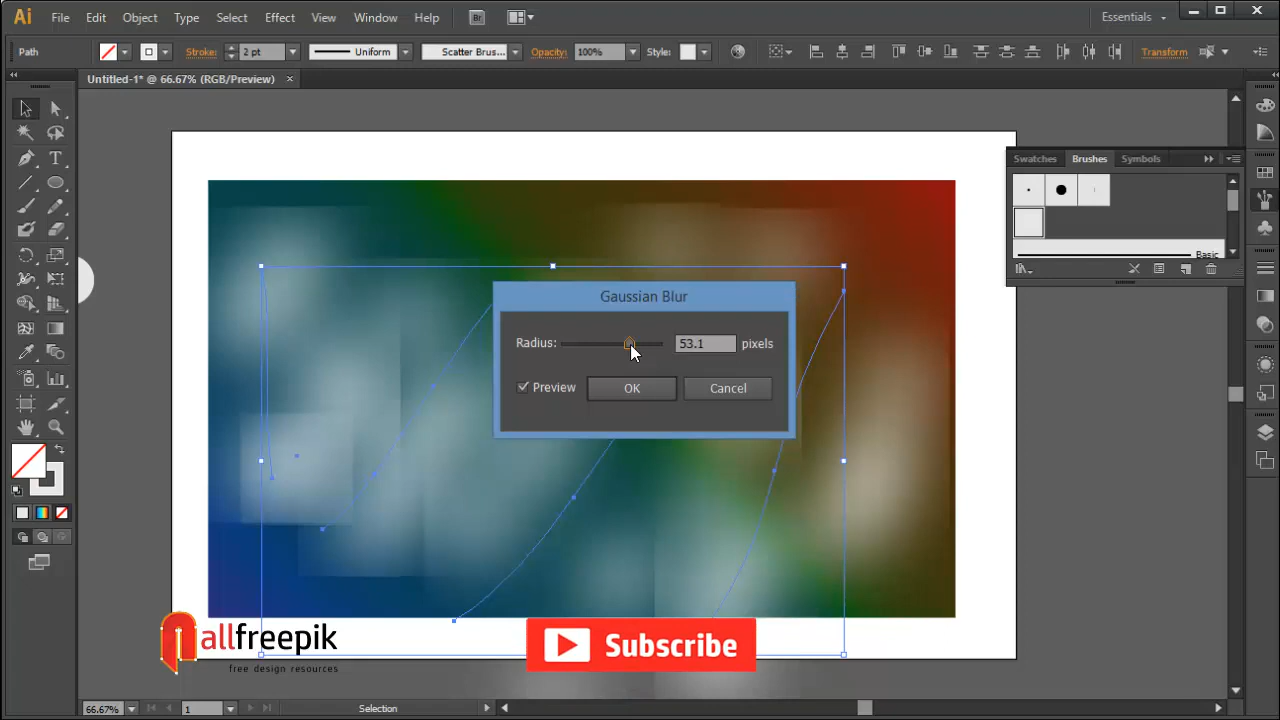 Ai File Edit Object Type Select Effect View Window Help Br Essentials
Path Stroke: 2 pt Uniform Scatter Brus... Opacity: 100% Style: Transform
Untitled-1* @ 66.67% (RGB/Preview)
Swatches Brushes Symbols
Basic
Gaussian Blur
Radius: 53.1 pixels
Preview OK Cancel
allfreepik
free design resources
Subscribe
66.67% 1 Selection